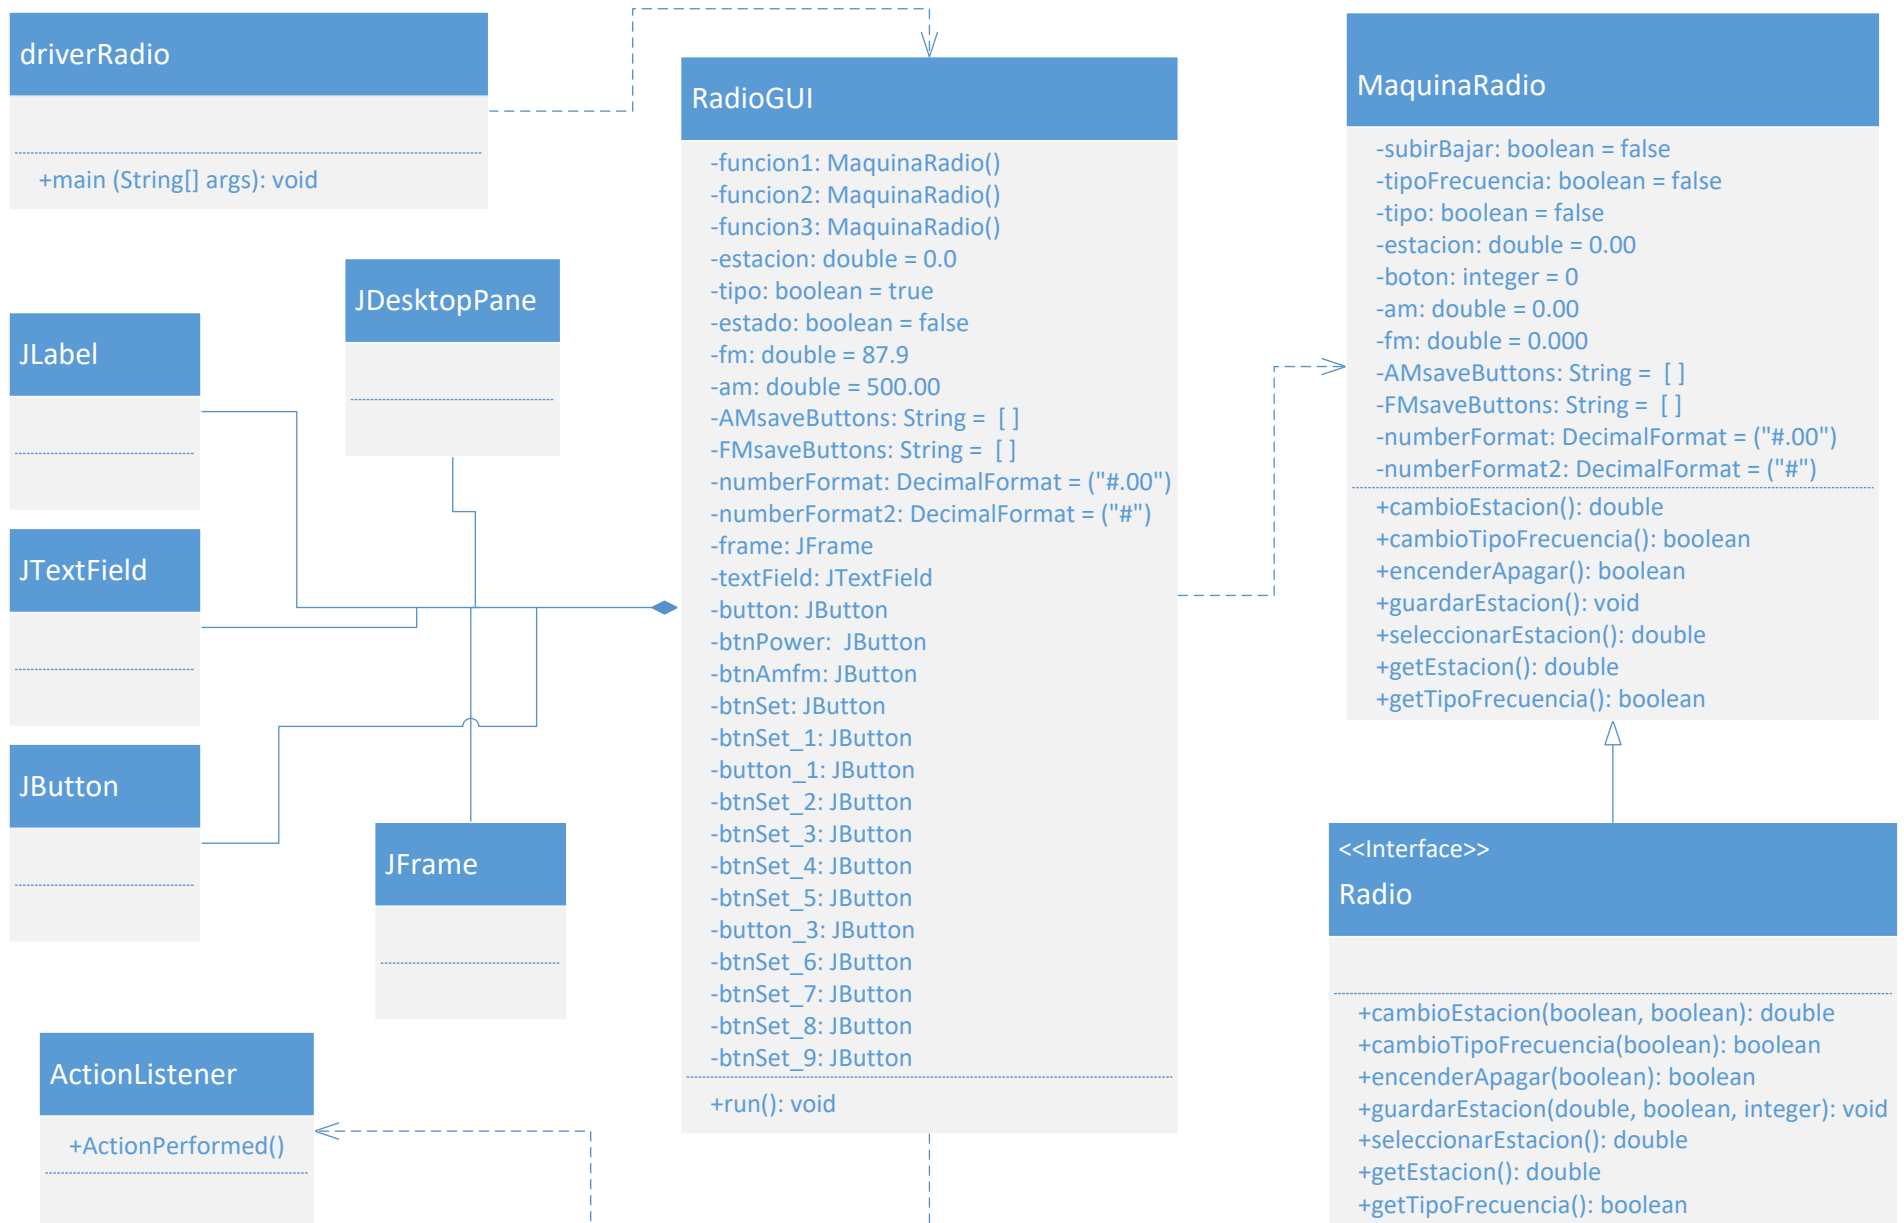 driverRadio
+main (String[] args): void
JDesktopPane
JLabel
JTextField
JButton
JFrame
ActionListener
+ActionPerformed()
RadioGUI
-funcion1: MaquinaRadio()
-funcion2: MaquinaRadio()
-funcion3: MaquinaRadio()
-estacion: double = 0.0
-tipo: boolean = true
-estado: boolean = false
-fm: double = 87.9
-am: double = 500.00
-AMsaveButtons: String = [ ]
-FMsaveButtons: String = [ ]
-numberFormat: DecimalFormat = ("#.00")
-numberFormat2: DecimalFormat = ("#")
-frame: JFrame
-textField: JTextField
-button: JButton
-btnPower: JButton
-btnAmfm: JButton
-btnSet: JButton
-btnSet_1: JButton
-button_1: JButton
-btnSet_2: JButton
-btnSet_3: JButton
-btnSet_4: JButton
-btnSet_5: JButton
-button_3: JButton
-btnSet_6: JButton
-btnSet_7: JButton
-btnSet_8: JButton
-btnSet_9: JButton
+run(): void
MaquinaRadio
-subirBajar: boolean = false
-tipoFrecuencia: boolean = false
-tipo: boolean = false
-estacion: double = 0.00
-boton: integer = 0
-am: double = 0.00
-fm: double = 0.000
-AMsaveButtons: String = [ ]
-FMsaveButtons: String = [ ]
-numberFormat: DecimalFormat = ("#.00")
-numberFormat2: DecimalFormat = ("#")
+cambioEstacion(): double
+cambioTipoFrecuencia(): boolean
+encenderApagar(): boolean
+guardarEstacion(): void
+seleccionarEstacion(): double
+getEstacion(): double
+getTipoFrecuencia(): boolean
<<Interface>>
Radio
+cambioEstacion(boolean, boolean): double
+cambioTipoFrecuencia(boolean): boolean
+encenderApagar(boolean): boolean
+guardarEstacion(double, boolean, integer): void
+seleccionarEstacion(): double
+getEstacion(): double
+getTipoFrecuencia(): boolean